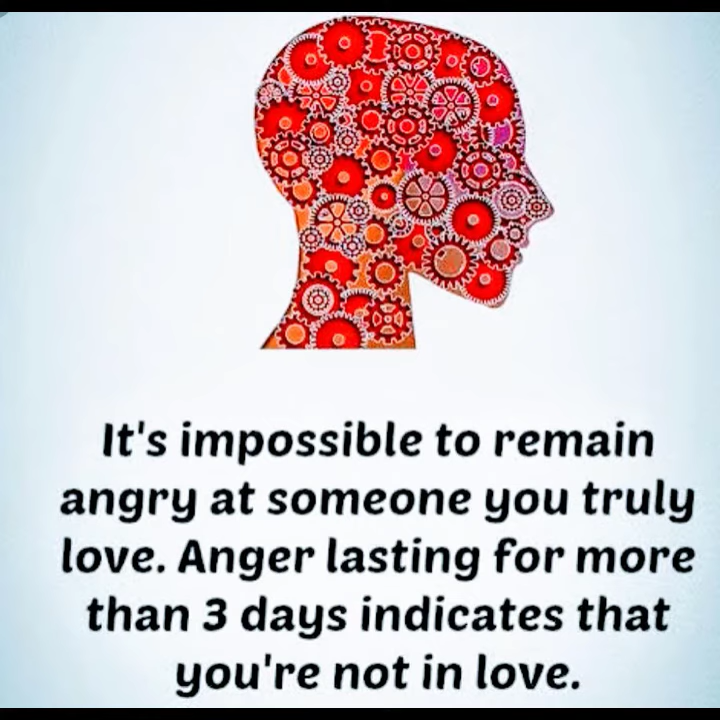 It's impossible to remain
angry at someone you truly
love. Anger lasting for more
than 3 days indicates that
you're not in love.